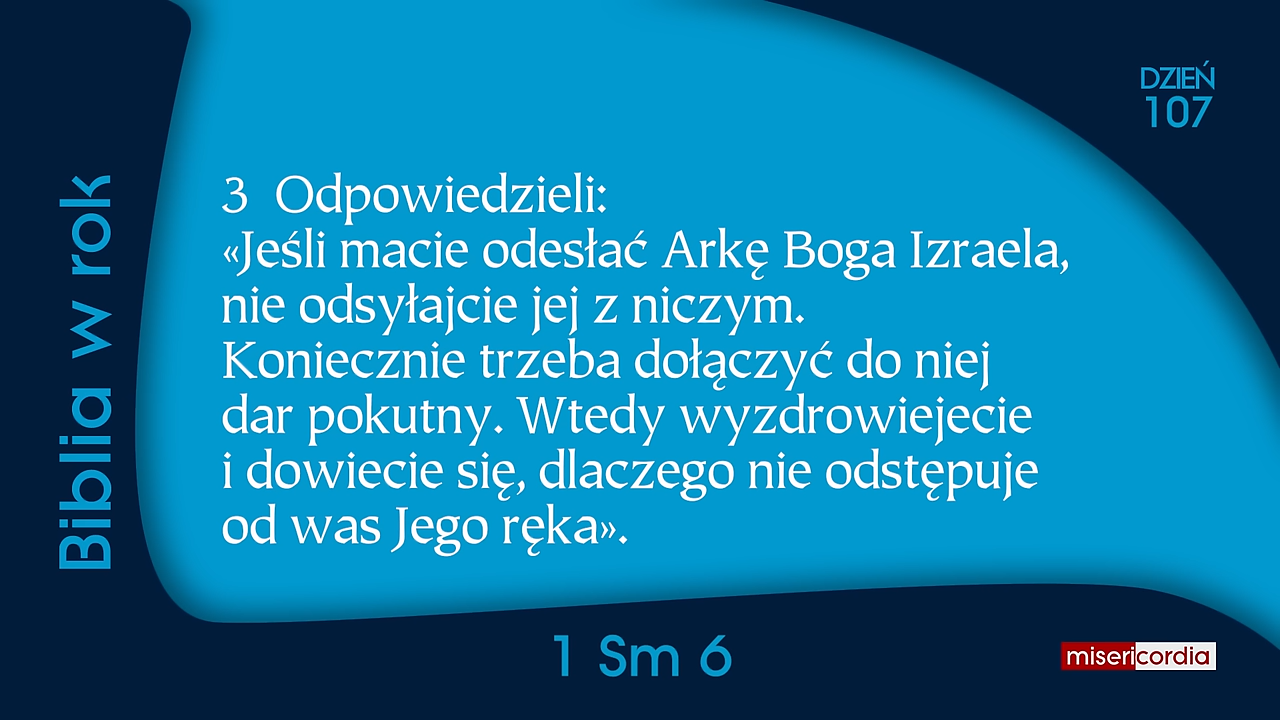 DZIEŃ
107
Biblia w rok
3 Odpowiedzieli:
«Jeśli macie odesłać Arkę Boga Izraela,
nie odsyłajcie jej z niczym.
Koniecznie trzeba dołączyć do niej
dar pokutny. Wtedy wyzdrowiejecie
i dowiecie się, dlaczego nie odstępuje
od was Jego ręka».
1 Sm 6
misericordia